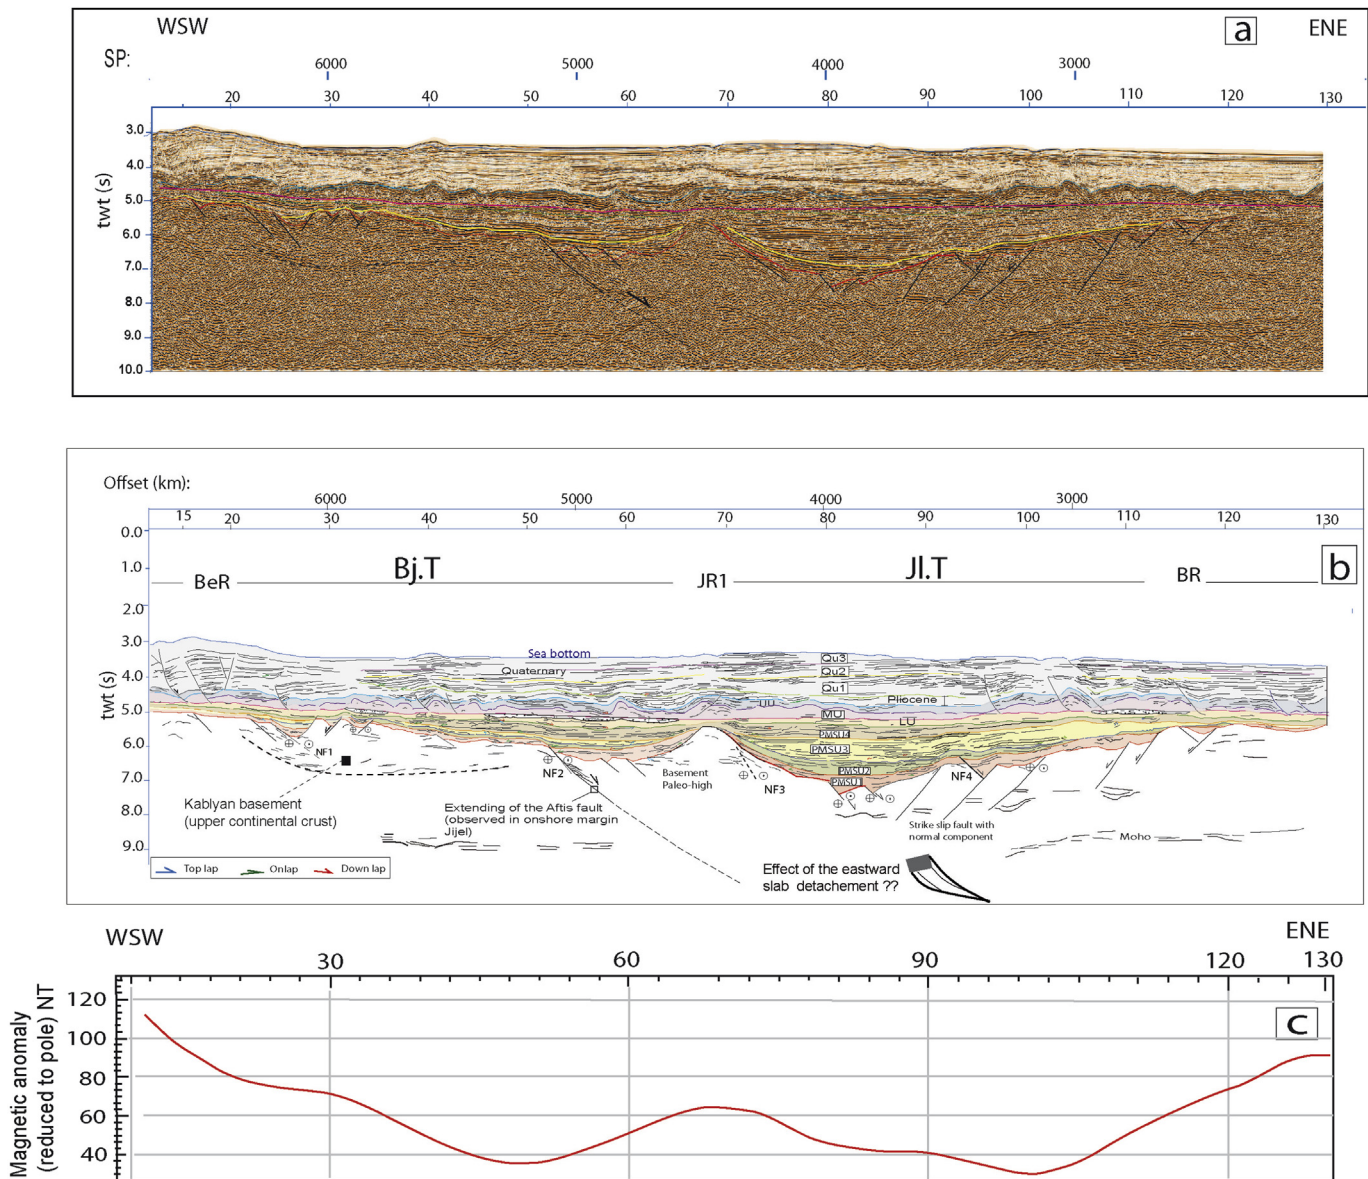 WSW
a
ENE
SP:
6000 5000 4000 3000
20 30 40 50 60 70 80 90 100 110 120 130
twt (s)
3.0
4.0
5.0
6.0
7.0
8.0
9.0
10.0
Offset (km):
6000 5000 4000 3000
15 20 30 40 50 60 70 80 90 100 110 120 130
b
twt (s)
0.0
1.0
2.0
3.0
4.0
5.0
6.0
7.0
8.0
9.0
BeR Bj.T JR1 Jl.T BR
Sea bottom
Quaternary
Qu3
Qu2
Qu1
Pliocene
UU
MU
LU
PMSU4
PMSU3
PMSU2
PMSU1
NF1
NF2
NF3
NF4
Basement
Paleo-high
Kablyan basement
(upper continental crust)
Extending of the Aftis fault
(observed in onshore margin
Jijel)
Strike slip fault with
normal component
Moho
Effect of the eastward
slab detachement ??
Top lap Onlap Down lap
WSW
ENE
30 60 90 120 130
c
Magnetic anomaly
(reduced to pole) NT
120
100
80
60
40